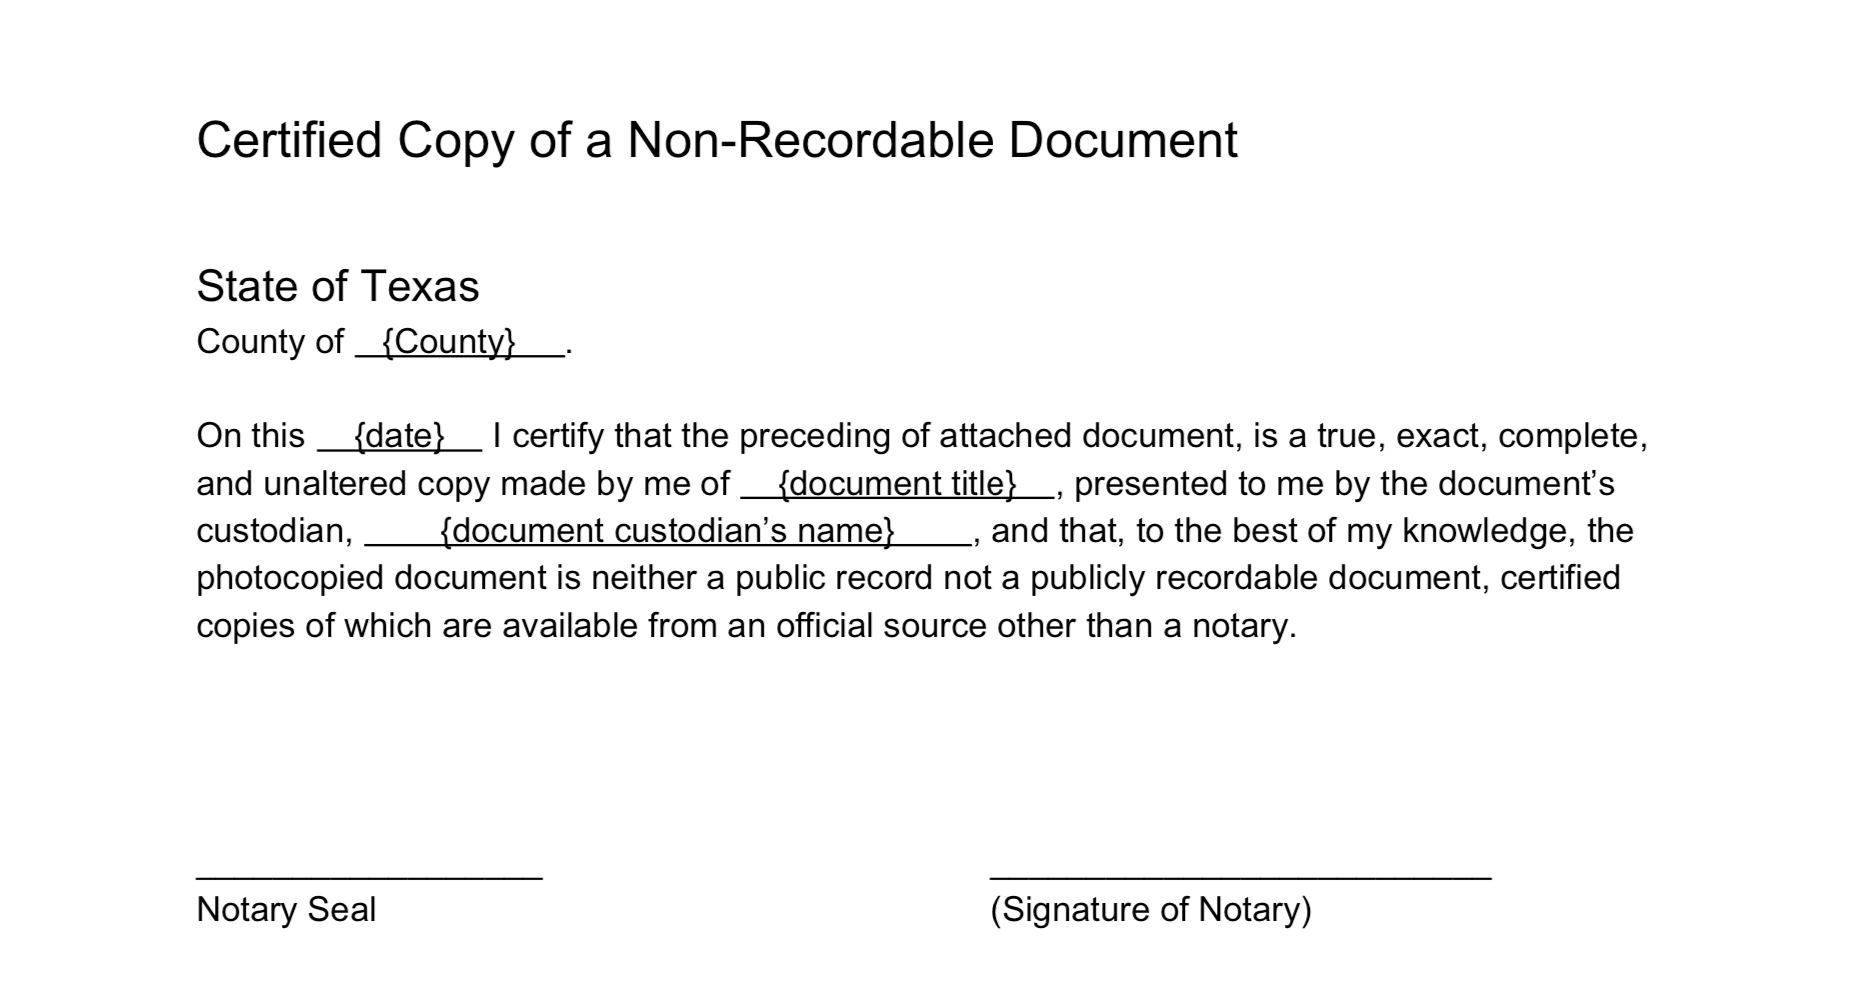 Certified Copy of a Non-Recordable Document
State of Texas
County of __{County}___.
On this __{date}__ I certify that the preceding of attached document, is a true, exact, complete,
and unaltered copy made by me of __{document title}__, presented to me by the document’s
custodian, ____{document custodian’s name}____, and that, to the best of my knowledge, the
photocopied document is neither a public record not a publicly recordable document, certified
copies of which are available from an official source other than a notary.
__________________ __________________________
Notary Seal (Signature of Notary)